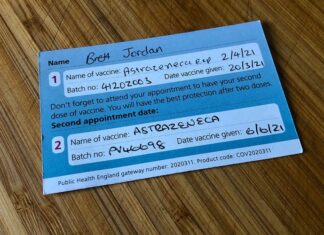 Name Brett Jordan
1 Name of vaccine: Astrazeneca Exp 2/4/21
Batch no: 4120Z003 Date vaccine given: 20/3/21
Don't forget to attend your appointment to have your second
dose of vaccine. You will have the best protection after two doses.
Second appointment date:
2 Name of vaccine: ASTRAZENECA
Batch no: PV46698 Date vaccine given: 6/6/21
Public Health England gateway number: 2020311. Product code: COV2020311